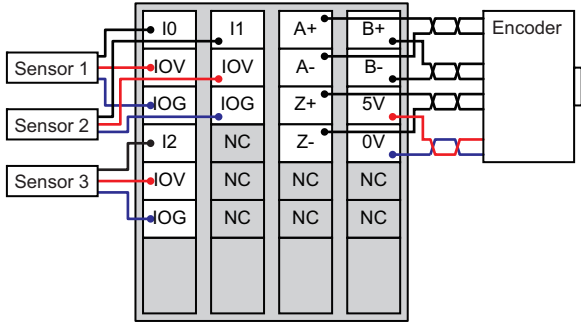 I0 I1 A+ B+ Encoder
Sensor 1 IOV IOV A- B-
IOG IOG Z+ 5V
Sensor 2
I2 NC Z- 0V
Sensor 3 IOV NC NC NC
IOG NC NC NC